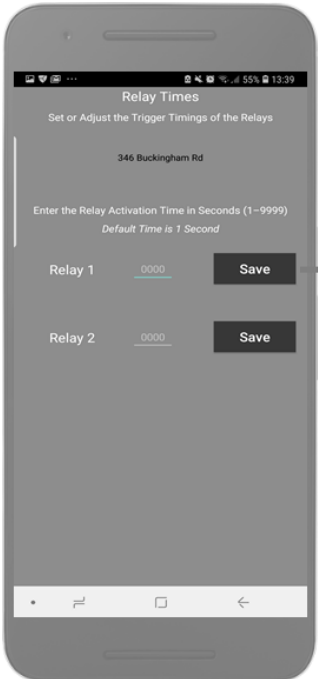 55% 13:39
Relay Times
Set or Adjust the Trigger Timings of the Relays
346 Buckingham Rd
Enter the Relay Activation Time in Seconds (1–9999)
Default Time is 1 Second
Relay 1 0000 Save
Relay 2 0000 Save